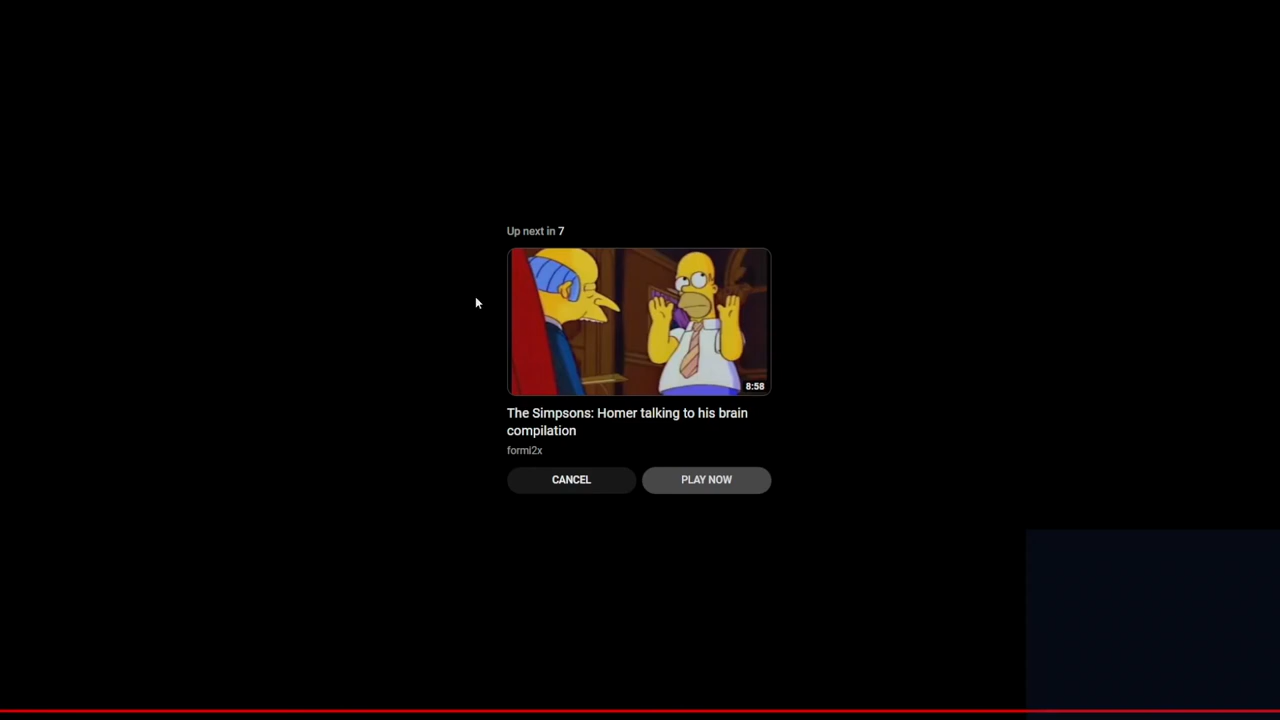 Up next in 7
8:58
The Simpsons: Homer talking to his brain
compilation
formi2x
CANCEL
PLAY NOW